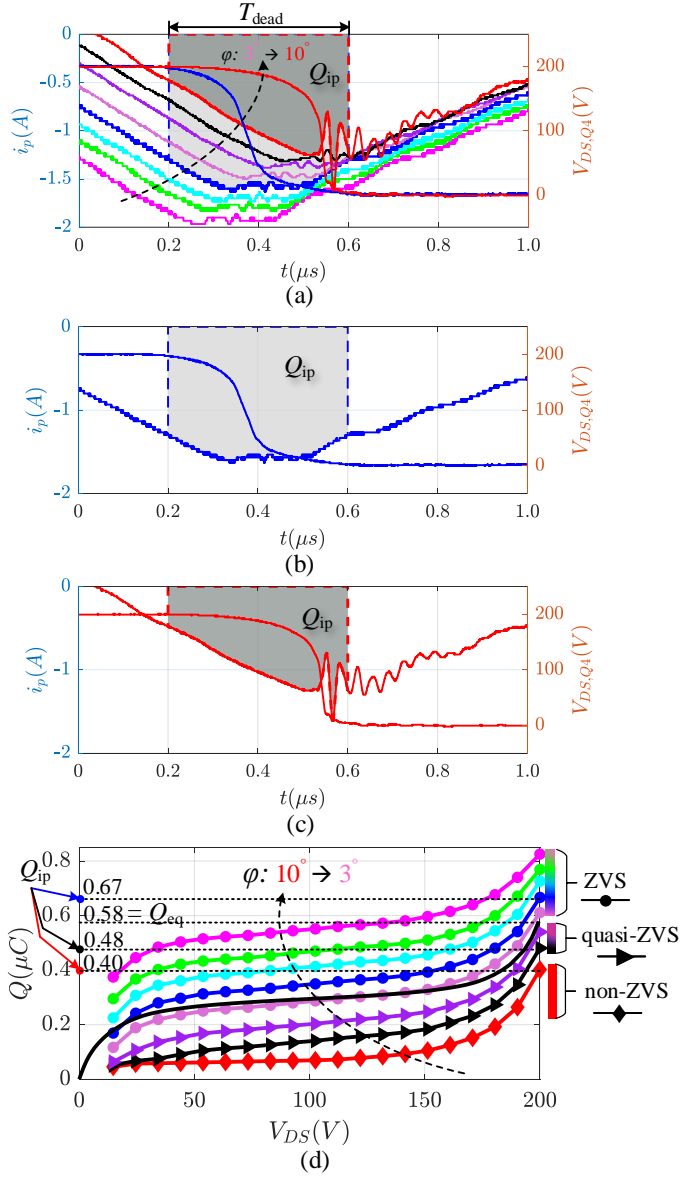 T_dead
0
-0.5
-1
-1.5
-2
i_p(A)
φ: 3° → 10°
Q_ip
200
150
100
50
0
V_DS,Q4(V)
0
0.2
0.4
0.6
0.8
1.0
t(μs)
(a)
0
-1
-2
i_p(A)
Q_ip
200
100
0
V_DS,Q4(V)
0
0.2
0.4
0.6
0.8
1.0
t(μs)
(b)
0
-1
-2
i_p(A)
Q_ip
200
100
0
V_DS,Q4(V)
0
0.2
0.4
0.6
0.8
1.0
t(μs)
(c)
0.8
0.6
0.4
0.2
0
Q(μC)
Q_ip
0.67
0.58 = Q_eq
0.48
0.40
φ: 10° → 3°
ZVS
quasi-ZVS
non-ZVS
0
50
100
150
200
V_DS(V)
(d)